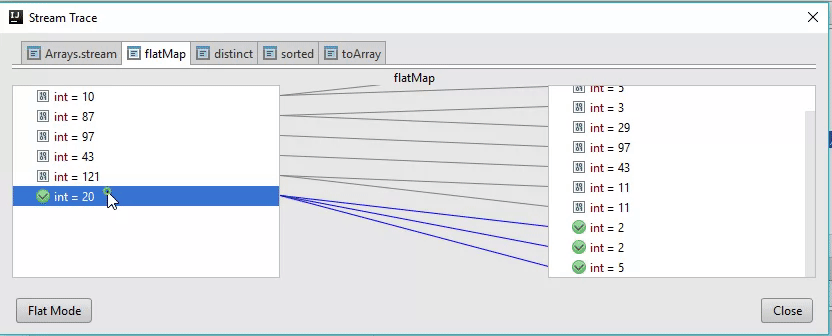 Stream Trace
Arrays.stream flatMap distinct sorted toArray
flatMap
int = 10
int = 87
int = 97
int = 43
int = 121
int = 20
int = 5
int = 3
int = 29
int = 97
int = 43
int = 11
int = 11
int = 2
int = 2
int = 5
Flat Mode
Close